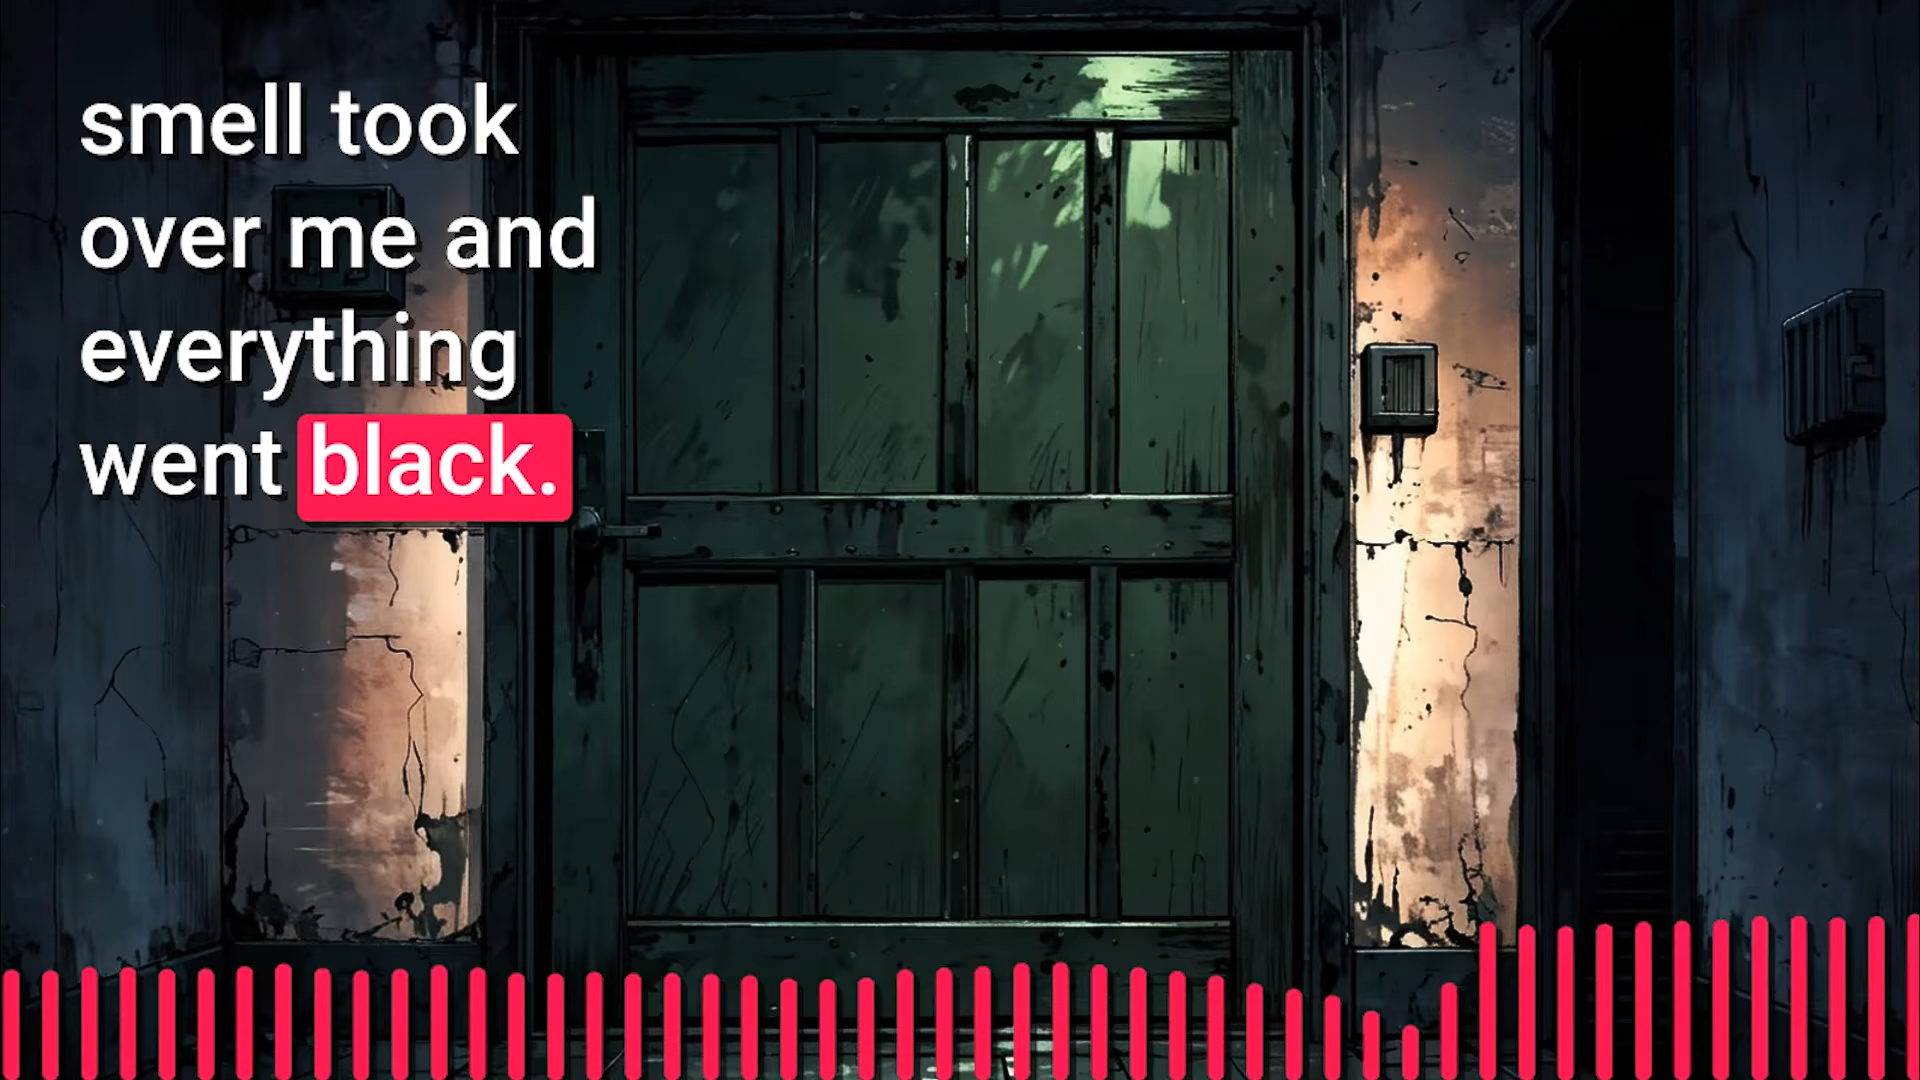 smell took
over me and
everything
went black.